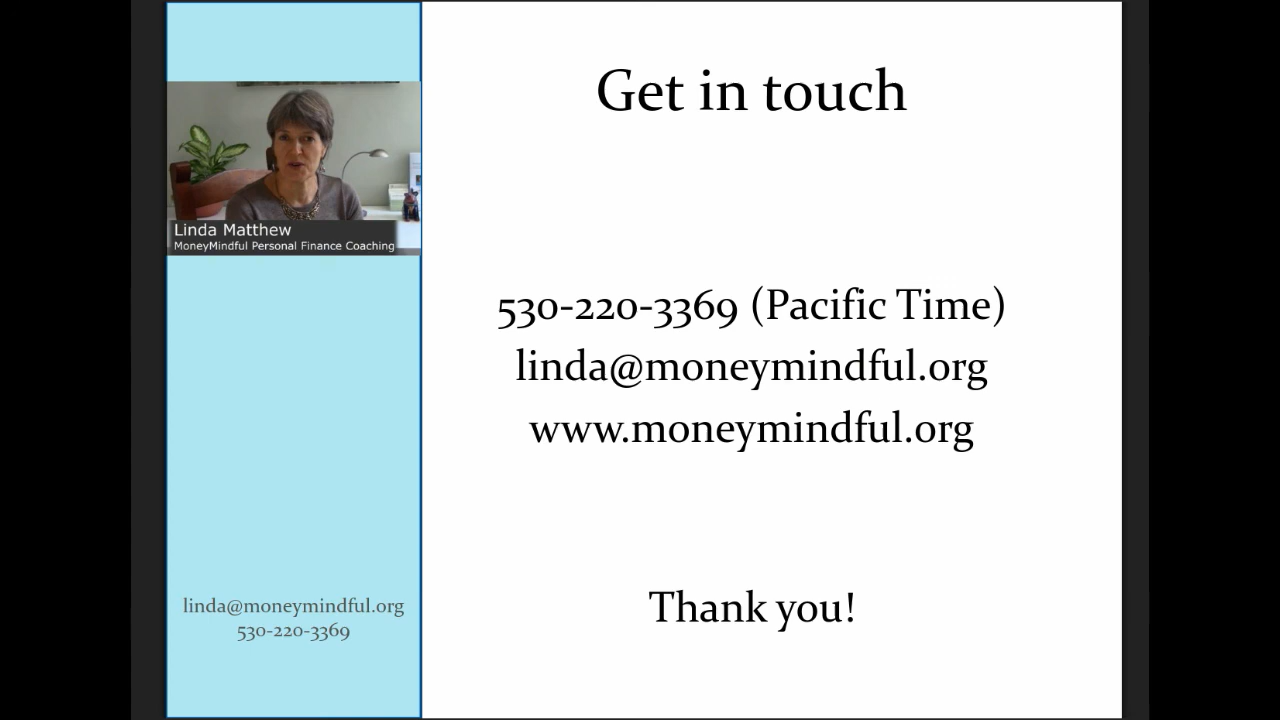 Get in touch
Linda Matthew
MoneyMindful Personal Finance Coaching
530-220-3369 (Pacific Time)
linda@moneymindful.org
www.moneymindful.org
Thank you!
linda@moneymindful.org
530-220-3369